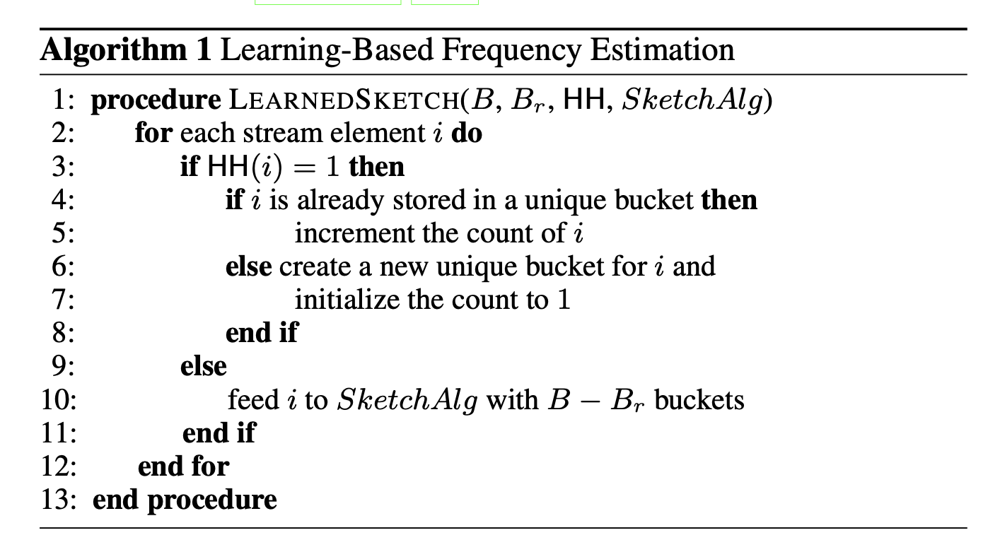 Algorithm 1 Learning-Based Frequency Estimation
1: procedure LEARNEDSKETCH(B, B_r, HH, SketchAlg)
2: for each stream element i do
3: if HH(i) = 1 then
4: if i is already stored in a unique bucket then
5: increment the count of i
6: else create a new unique bucket for i and
7: initialize the count to 1
8: end if
9: else
10: feed i to SketchAlg with B − B_r buckets
11: end if
12: end for
13: end procedure